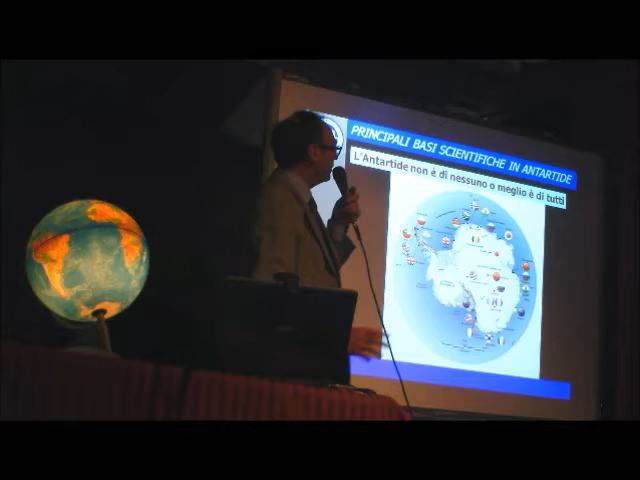 PRINCIPALI BASI SCIENTIFICHE IN ANTARTIDE
L'Antartide non è di nessuno o meglio è di tutti